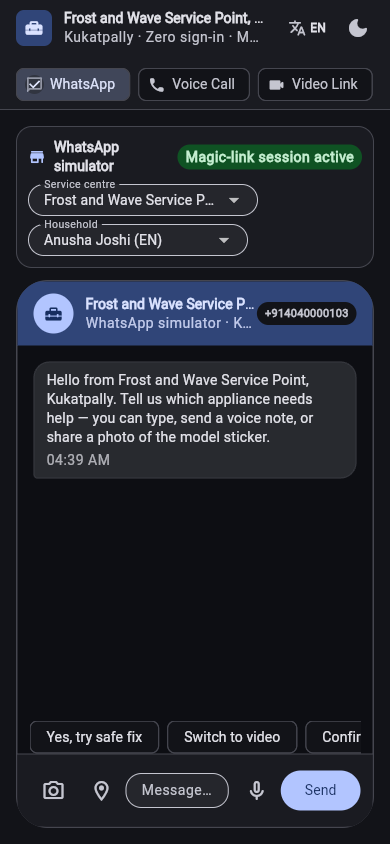 Frost and Wave Service Point, ...
Kukatpally · Zero sign-in · M...
EN
WhatsApp
Voice Call
Video Link
WhatsApp
simulator
Magic-link session active
Service centre
Frost and Wave Service P...
Household
Anusha Joshi (EN)
Frost and Wave Service P...
WhatsApp simulator · K...
+914040000103
Hello from Frost and Wave Service Point,
Kukatpally. Tell us which appliance needs
help — you can type, send a voice note, or
share a photo of the model sticker.
04:39 AM
Yes, try safe fix
Switch to video
Confir
Message...
Send